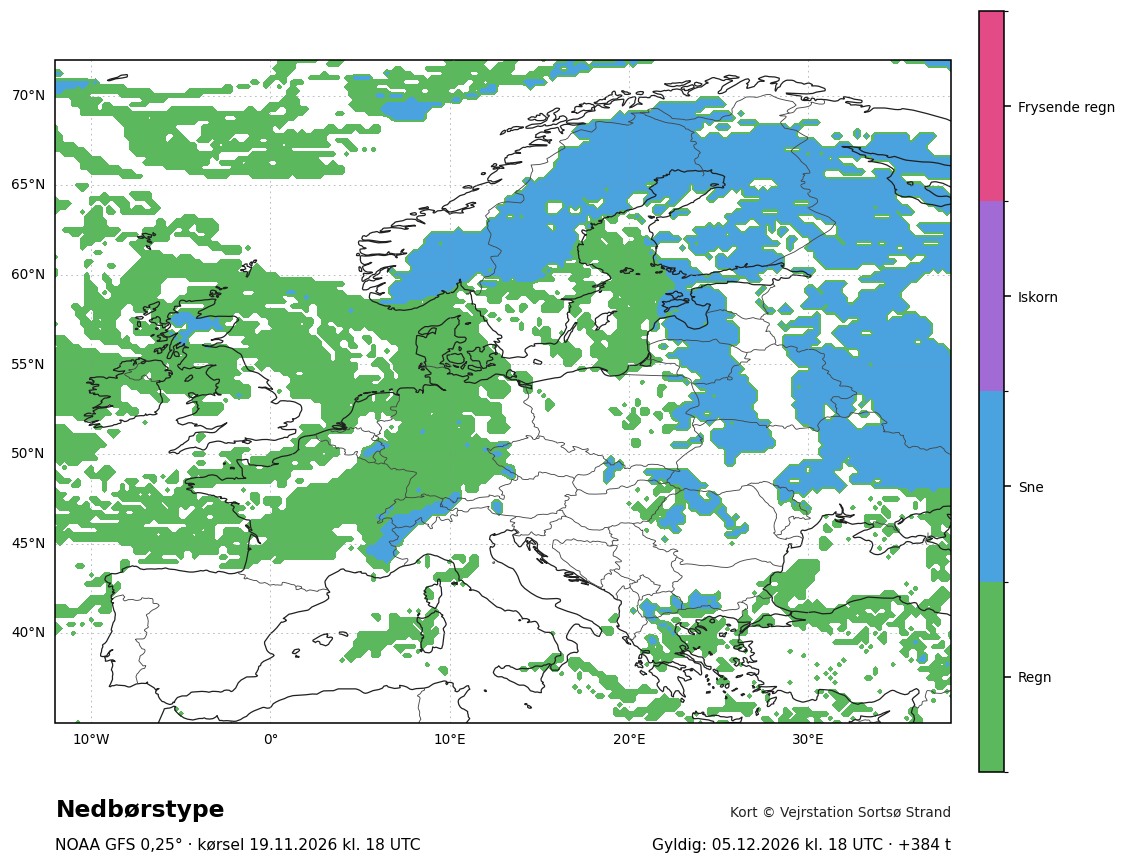 Frysende regn
Iskorn
Sne
Regn
70°N
65°N
60°N
55°N
50°N
45°N
40°N
10°W
0°
10°E
20°E
30°E
Nedbørstype
Kort © Vejrstation Sortsø Strand
NOAA GFS 0,25° · kørsel 19.11.2026 kl. 18 UTC
Gyldig: 05.12.2026 kl. 18 UTC · +384 t